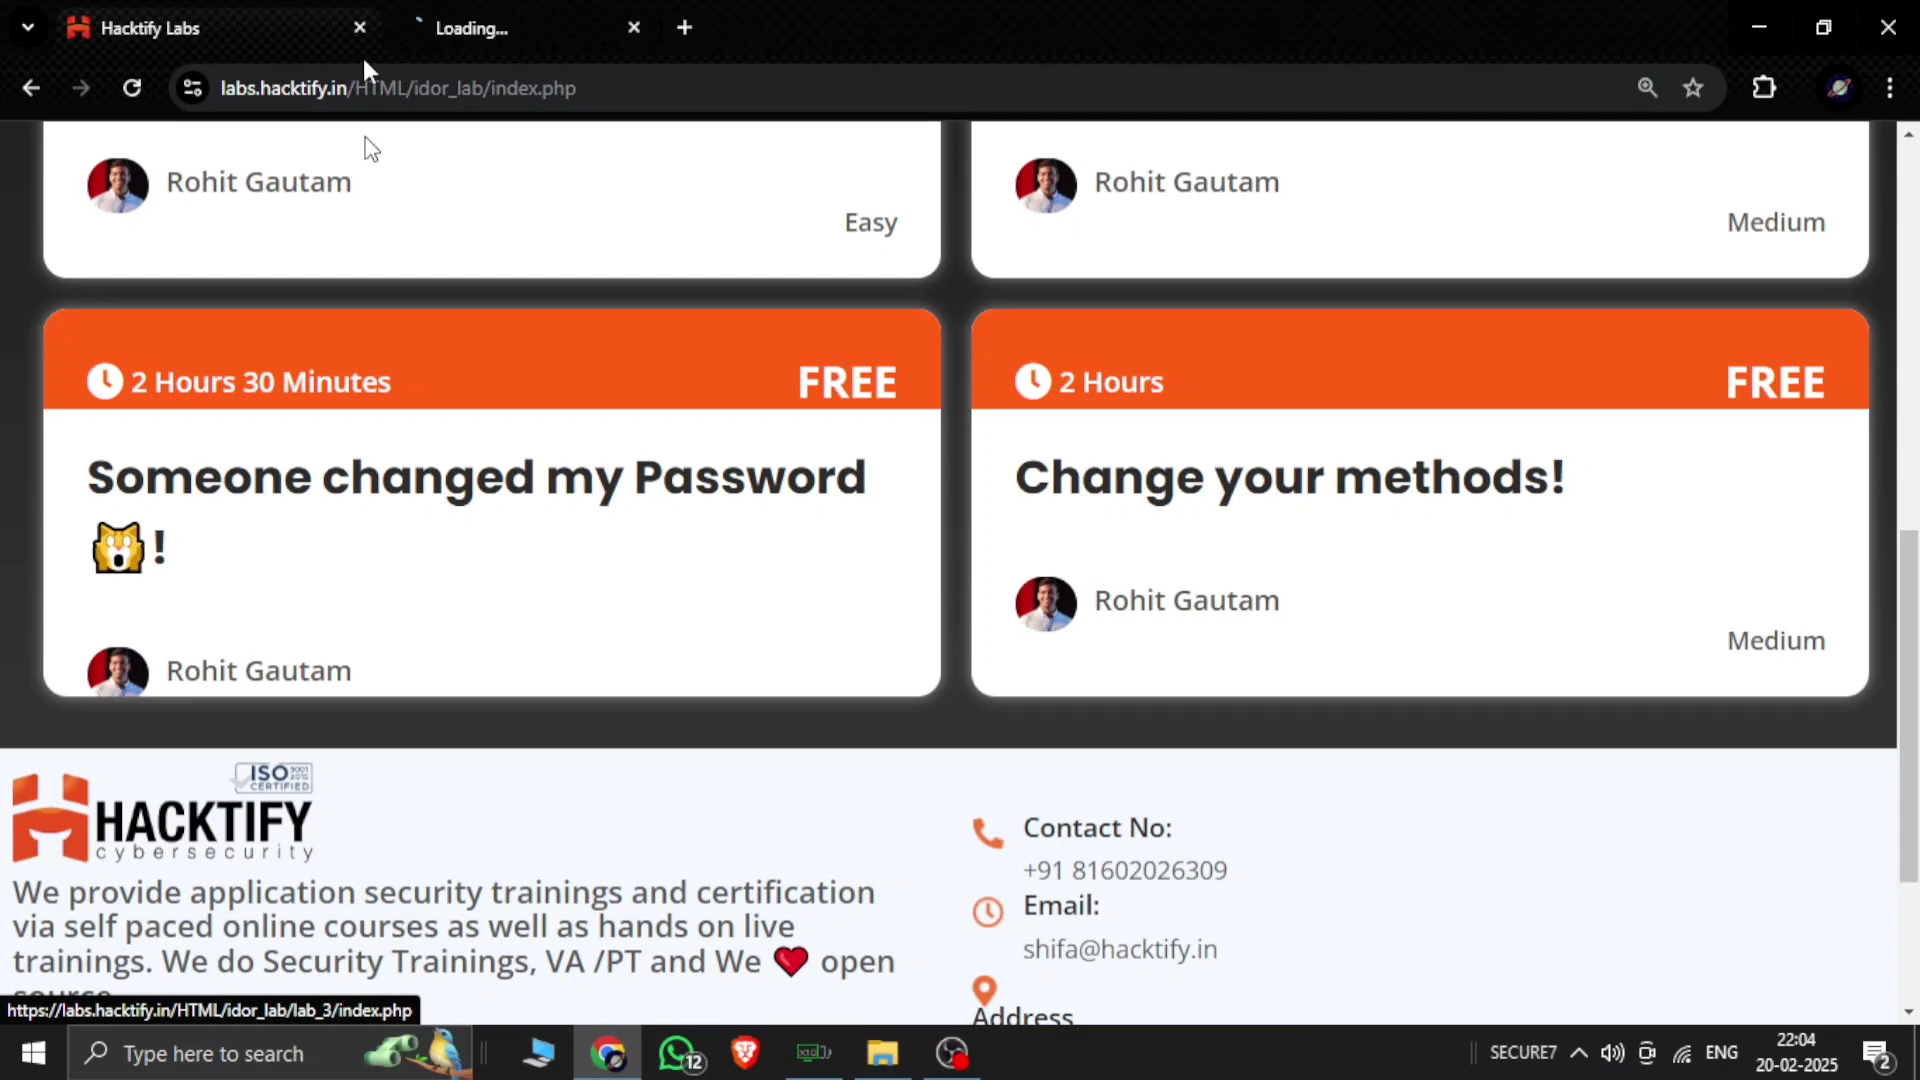 Hacktify Labs
Loading...
labs.hacktify.in/HTML/idor_lab/index.php
Rohit Gautam
Easy
Rohit Gautam
Medium
2 Hours 30 Minutes
FREE
Someone changed my Password
!
Rohit Gautam
2 Hours
FREE
Change your methods!
Rohit Gautam
Medium
ISO 9001 2015
CERTIFIED
HACKTIFY
cybersecurity
We provide application security trainings and certification
via self paced online courses as well as hands on live
trainings. We do Security Trainings, VA /PT and We ❤ open
source
Contact No:
+91 81602026309
Email:
shifa@hacktify.in
Address
https://labs.hacktify.in/HTML/idor_lab/lab_3/index.php
Type here to search
12
SECURE7
ENG
22:04
20-02-2025
2